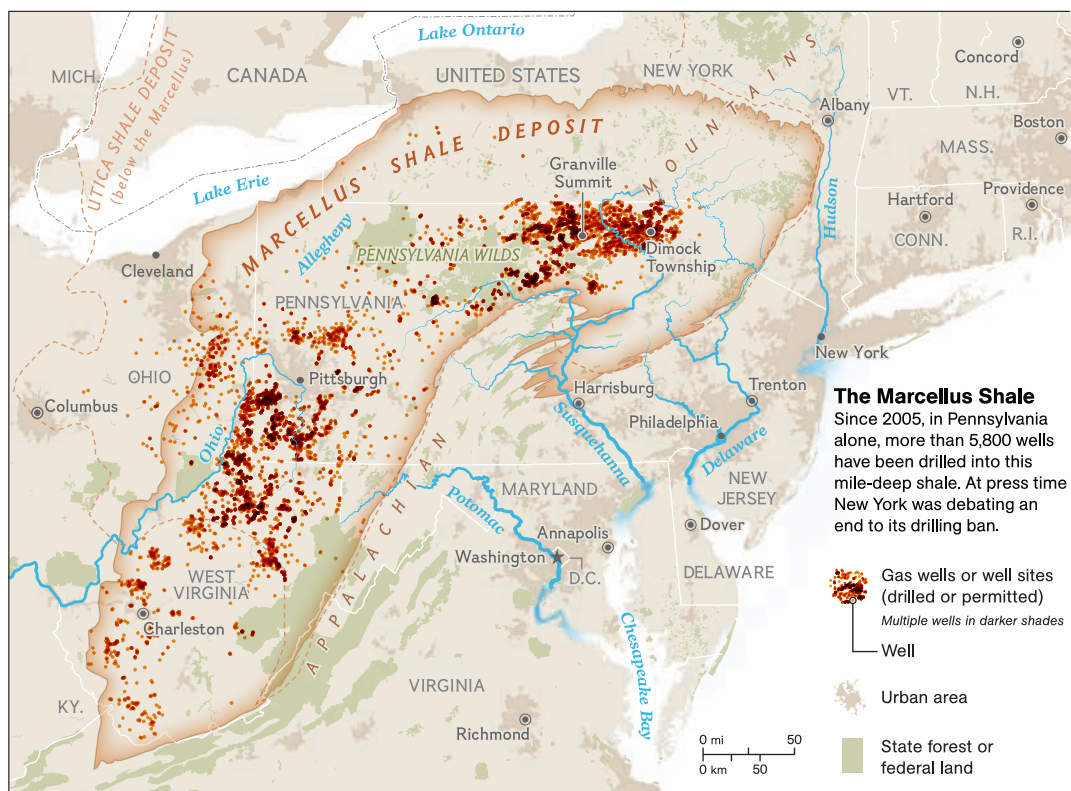 Lake Ontario
MICH.
CANADA
UNITED STATES
NEW YORK
VT.
N.H.
Concord
Albany
Boston
MASS.
UTICA SHALE DEPOSIT
(below the Marcellus)
MARCELLUS SHALE DEPOSIT
Granville
Summit
APPALACHIAN MOUNTAINS
Lake Erie
Hudson
Hartford
Providence
CONN.
R.I.
Allegheny
PENNSYLVANIA WILDS
Dimock
Township
Cleveland
PENNSYLVANIA
New York
OHIO
Pittsburgh
Columbus
Ohio
Harrisburg
Trenton
Philadelphia
Susquehanna
Delaware
MARYLAND
NEW
JERSEY
Potomac
Annapolis
Dover
Washington
D.C.
DELAWARE
WEST
VIRGINIA
Charleston
Chesapeake Bay
KY.
VIRGINIA
Richmond
0 mi 50
0 km 50
The Marcellus Shale
Since 2005, in Pennsylvania
alone, more than 5,800 wells
have been drilled into this
mile-deep shale. At press time
New York was debating an
end to its drilling ban.
Gas wells or well sites
(drilled or permitted)
Multiple wells in darker shades
Well
Urban area
State forest or
federal land